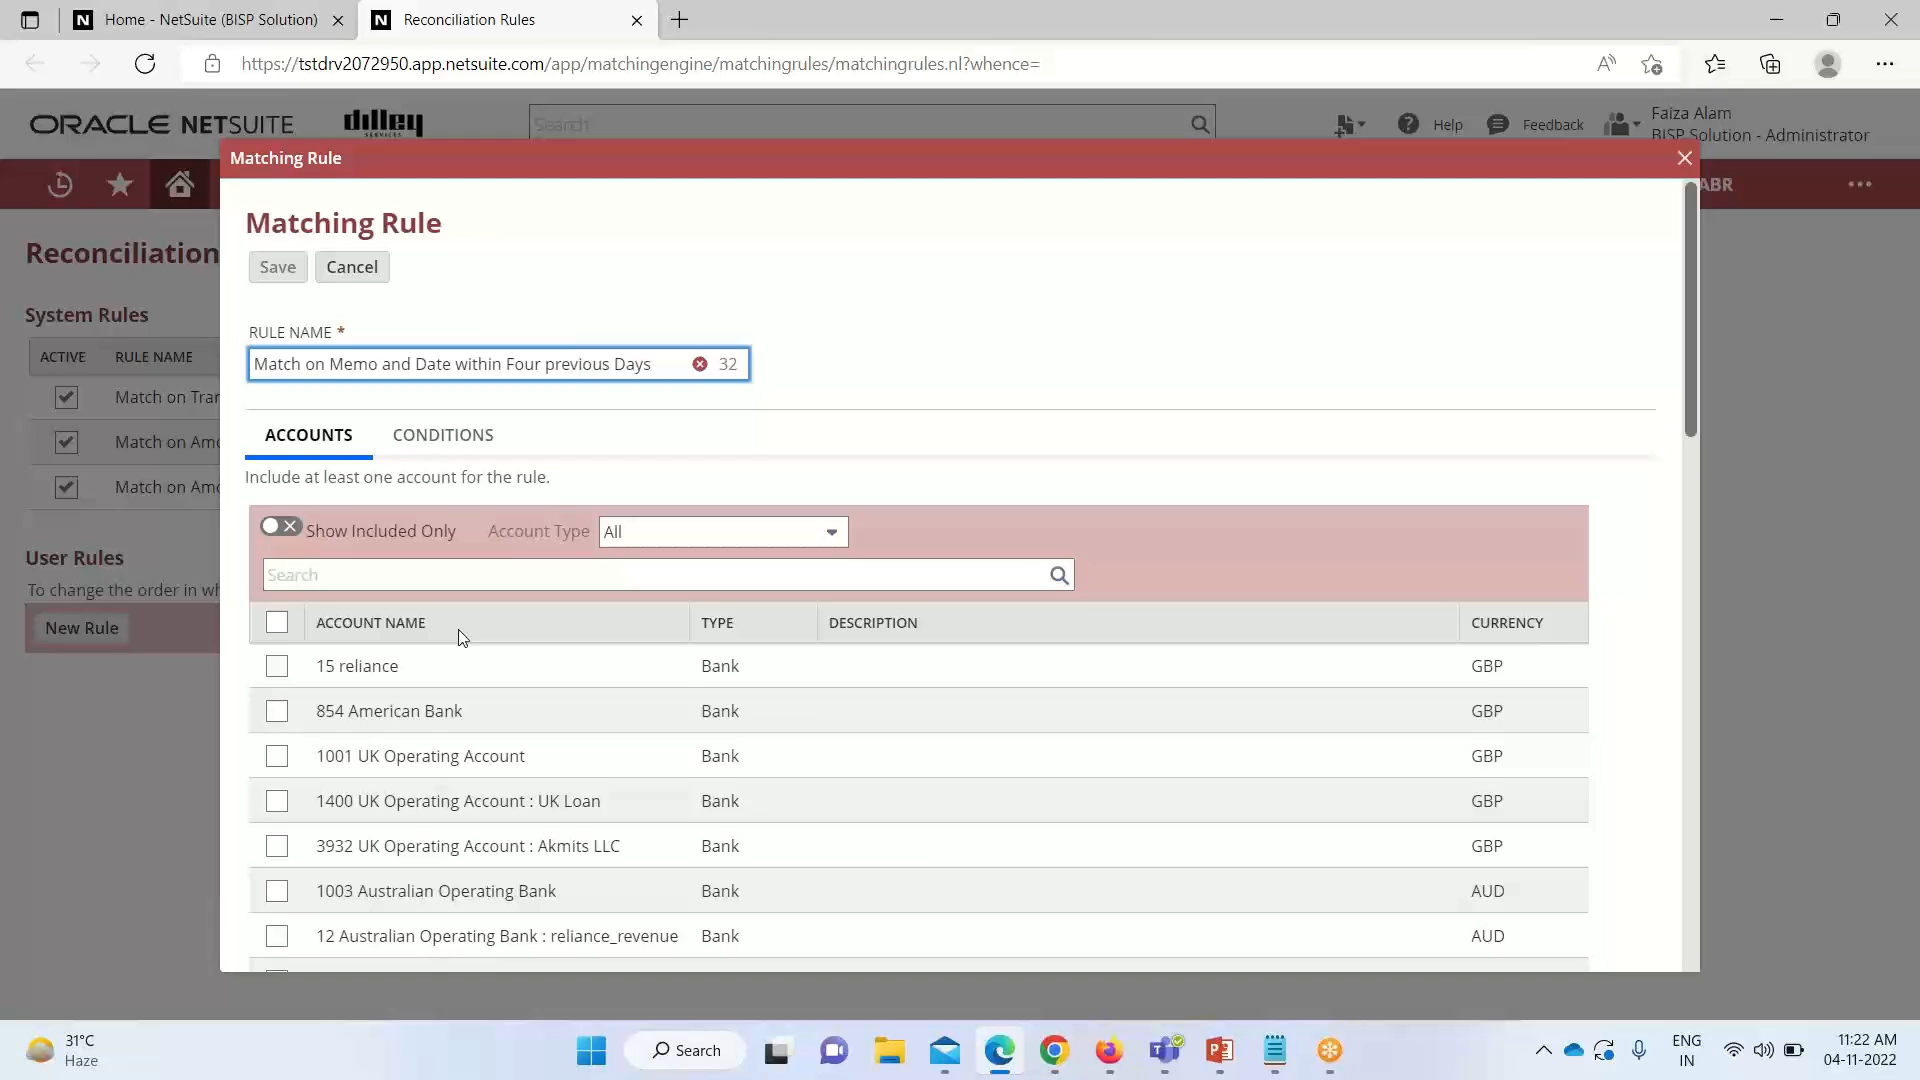 Home - NetSuite (BISP Solution)
Reconciliation Rules
https://tstdrv2072950.app.netsuite.com/app/matchingengine/matchingrules/matchingrules.nl?whence=
ORACLE NETSUITE
dilley
SERVICES
Search
Help
Feedback
Faiza Alam
BISP Solution - Administrator
Matching Rule
ABR
Matching Rule
Save
Cancel
Reconciliation
System Rules
RULE NAME *
ACTIVE
RULE NAME
Match on Memo and Date within Four previous Days
32
Match on Tran
Match on Amo
Match on Amo
ACCOUNTS
CONDITIONS
Include at least one account for the rule.
Show Included Only
Account Type
All
Search
User Rules
To change the order in wh
New Rule
ACCOUNT NAME
TYPE
DESCRIPTION
CURRENCY
15 reliance
Bank
GBP
854 American Bank
Bank
GBP
1001 UK Operating Account
Bank
GBP
1400 UK Operating Account : UK Loan
Bank
GBP
3932 UK Operating Account : Akmits LLC
Bank
GBP
1003 Australian Operating Bank
Bank
AUD
12 Australian Operating Bank : reliance_revenue
Bank
AUD
31°C
Haze
Search
ENG
IN
11:22 AM
04-11-2022